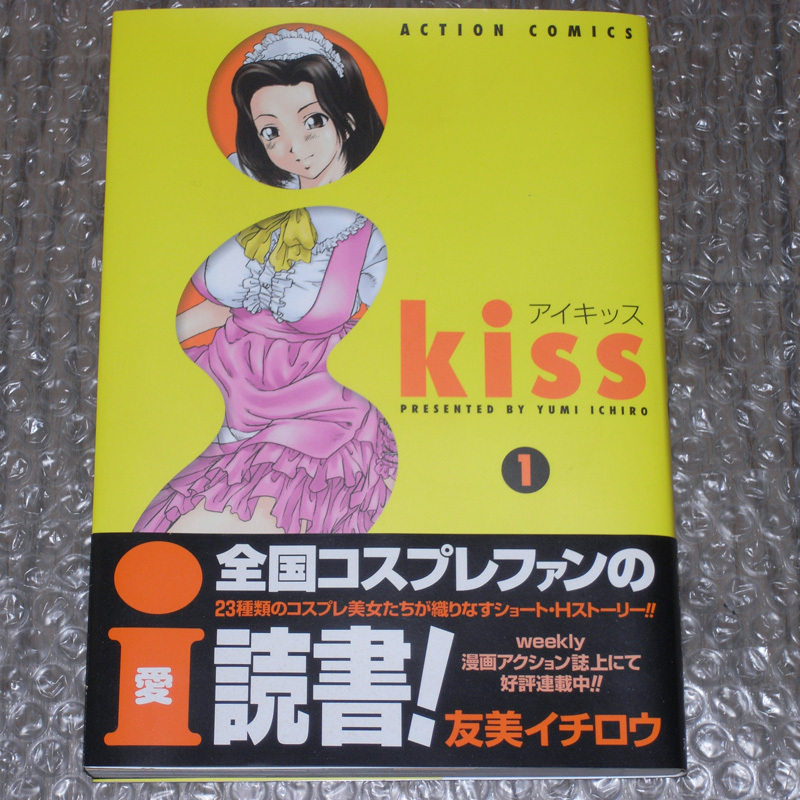 ACTION COMICS
アイキッス
kiss
PRESENTED BY YUMI ICHIRO
1
全国コスプレファンの
23種類のコスプレ美女たちが織りなすショート・Hストーリー!!
i愛読書!
weekly
漫画アクション誌上にて
好評連載中!!
友美イチロウ